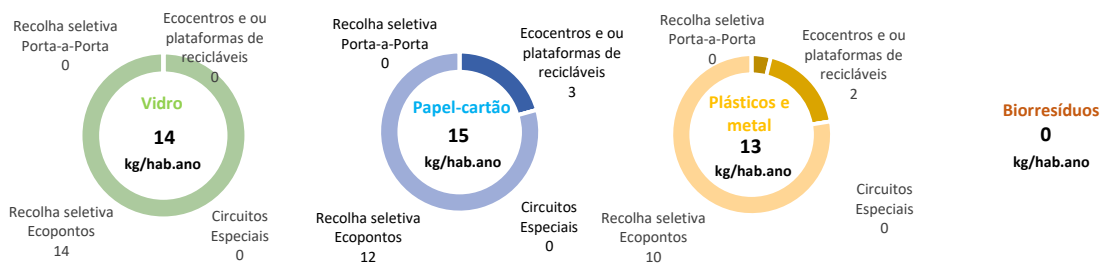 Recolha seletiva
Porta-a-Porta
0
Ecocentros e ou
plataformas de
recicláveis
0
Vidro
14
kg/hab.ano
Recolha seletiva
Ecopontos
14
Circuitos
Especiais
0
Recolha seletiva
Porta-a-Porta
0
Ecocentros e ou
plataformas de
recicláveis
3
Papel-cartão
15
kg/hab.ano
Recolha seletiva
Ecopontos
12
Circuitos
Especiais
0
Recolha seletiva
Porta-a-Porta
0
Ecocentros e ou
plataformas de
recicláveis
2
Plásticos e
metal
13
kg/hab.ano
Recolha seletiva
Ecopontos
10
Circuitos
Especiais
0
Biorresíduos
0
kg/hab.ano